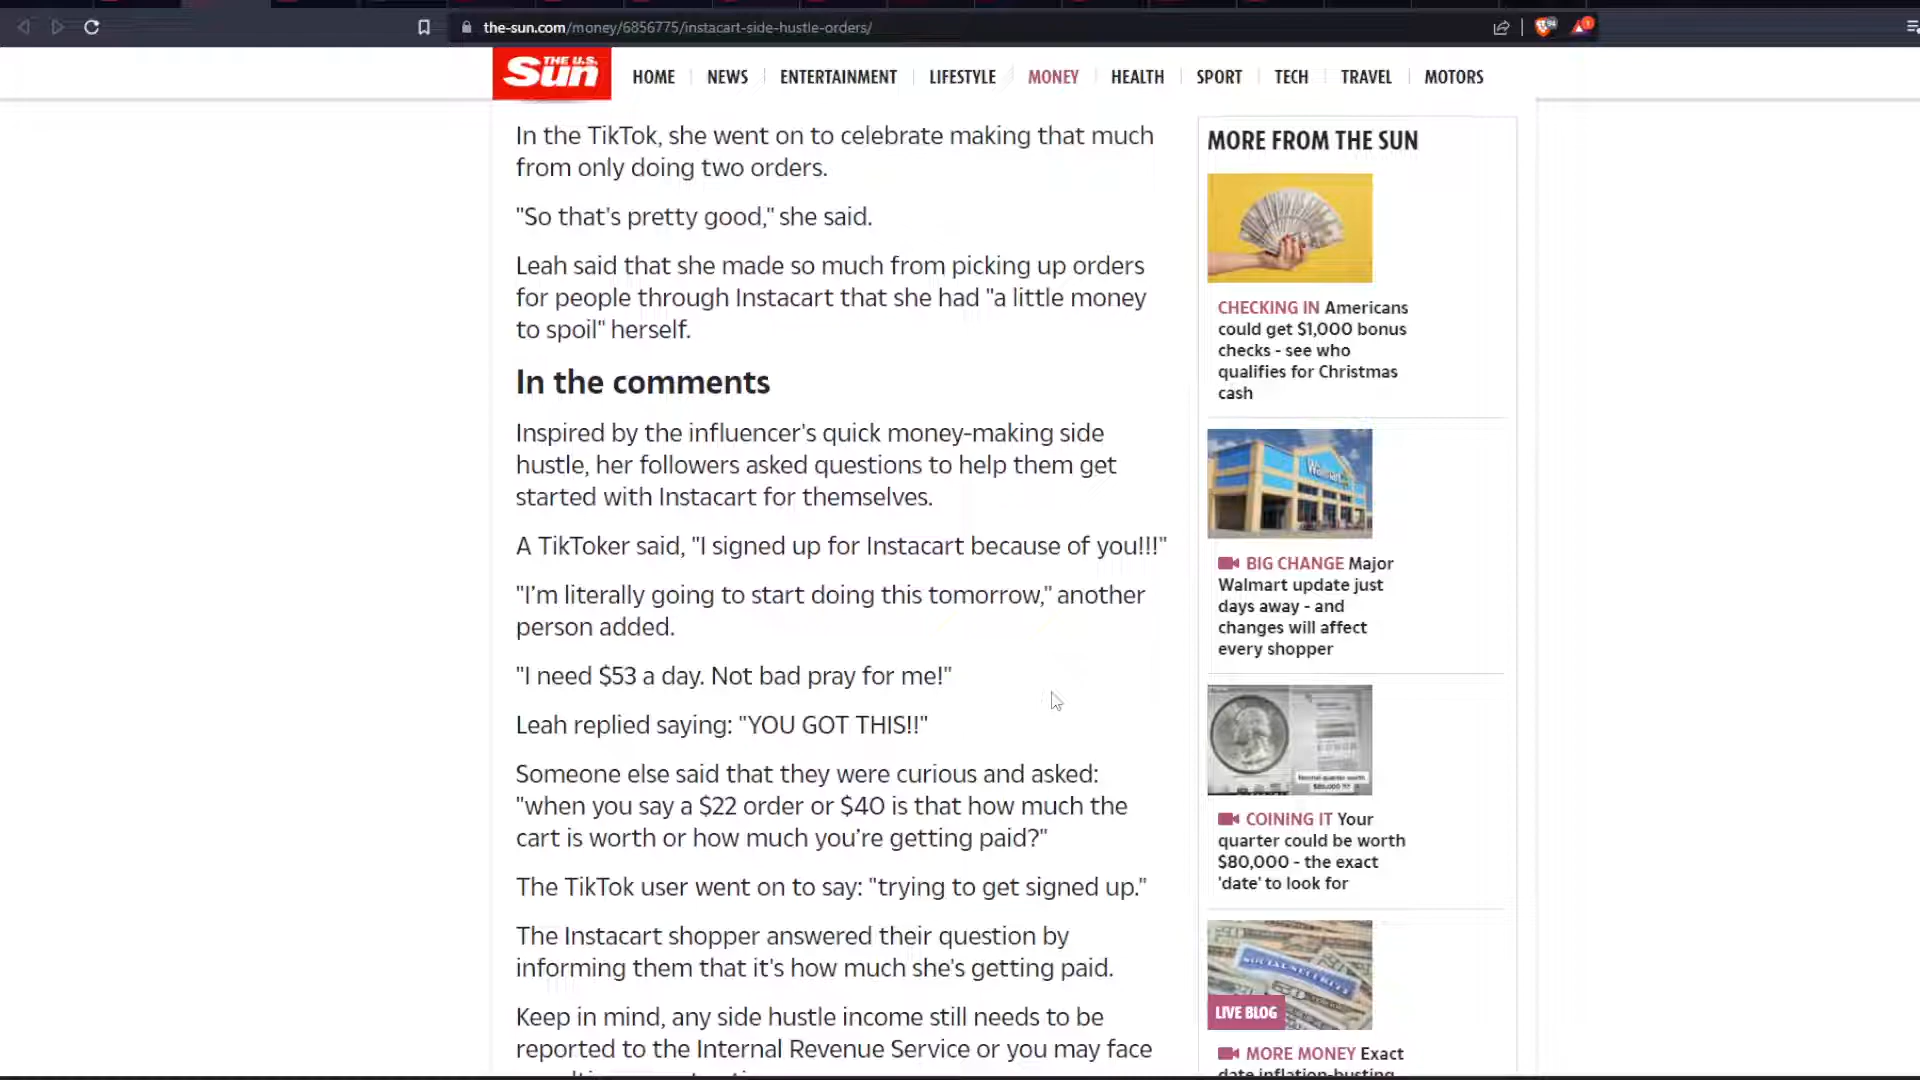 the-sun.com/money/6856775/instacart-side-hustle-orders/
THE U.S.
Sun
HOME NEWS ENTERTAINMENT LIFESTYLE MONEY HEALTH SPORT TECH TRAVEL MOTORS
In the TikTok, she went on to celebrate making that much
from only doing two orders.
"So that's pretty good," she said.
Leah said that she made so much from picking up orders
for people through Instacart that she had "a little money
to spoil" herself.
In the comments
Inspired by the influencer's quick money-making side
hustle, her followers asked questions to help them get
started with Instacart for themselves.
A TikToker said, "I signed up for Instacart because of you!!!"
"I’m literally going to start doing this tomorrow," another
person added.
"I need $53 a day. Not bad pray for me!"
Leah replied saying: "YOU GOT THIS!!"
Someone else said that they were curious and asked:
"when you say a $22 order or $40 is that how much the
cart is worth or how much you’re getting paid?"
The TikTok user went on to say: "trying to get signed up."
The Instacart shopper answered their question by
informing them that it's how much she's getting paid.
Keep in mind, any side hustle income still needs to be
reported to the Internal Revenue Service or you may face
MORE FROM THE SUN
CHECKING IN Americans
could get $1,000 bonus
checks - see who
qualifies for Christmas
cash
Walmart
BIG CHANGE Major
Walmart update just
days away - and
changes will affect
every shopper
Normal quarter worth
$80,000 ??
COINING IT Your
quarter could be worth
$80,000 - the exact
'date' to look for
SOCIAL SECURITY
LIVE BLOG
MORE MONEY Exact
date inflation-busting